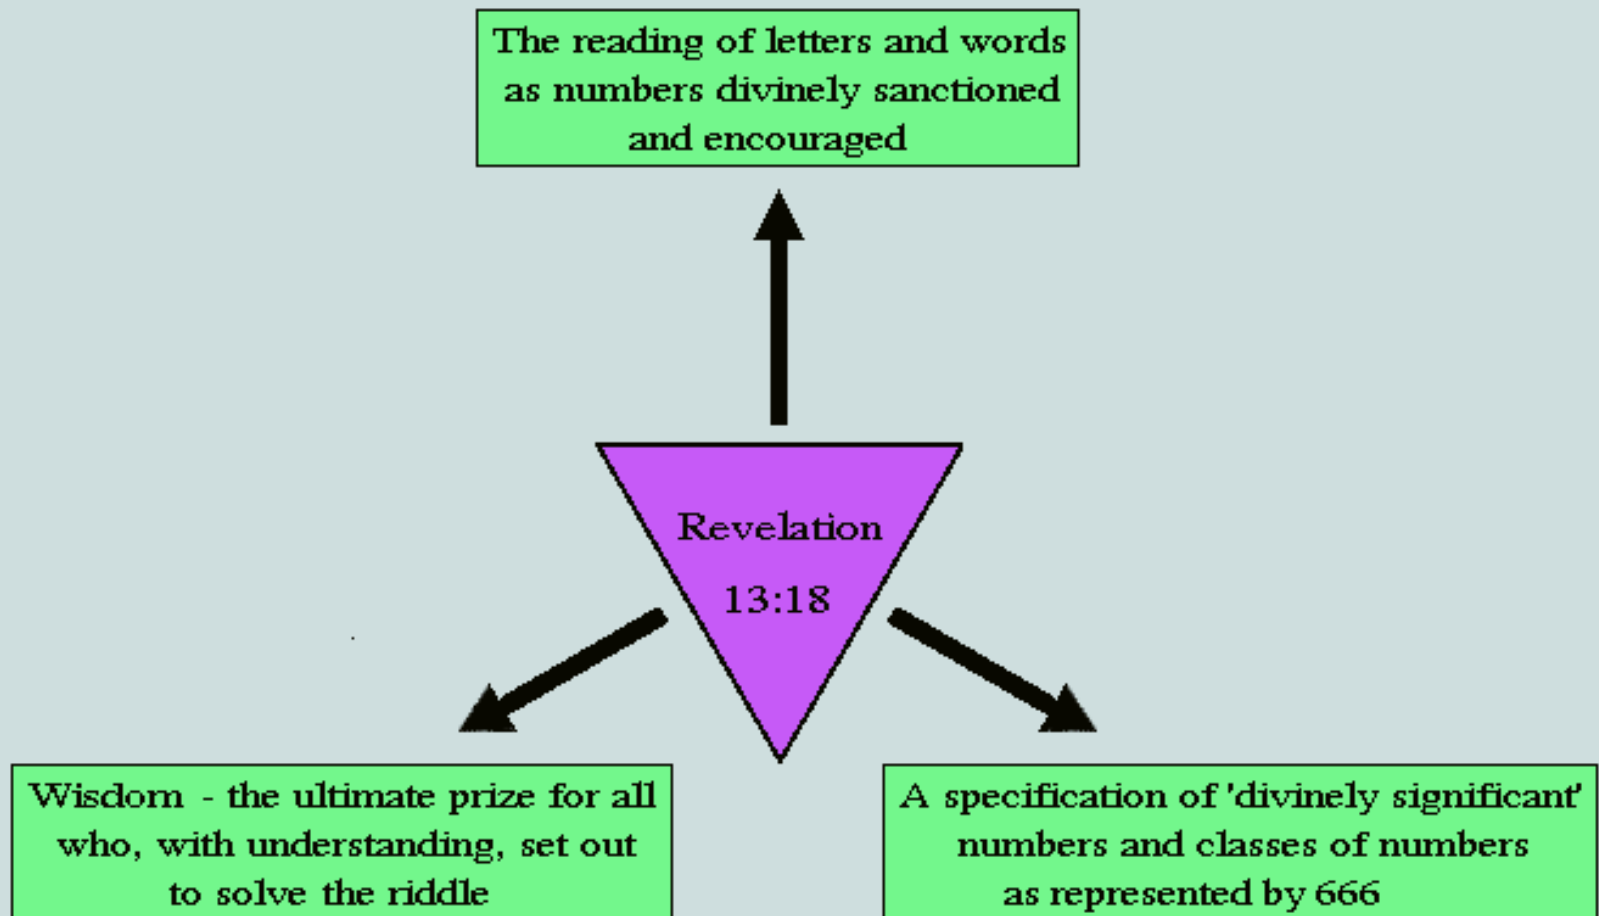 The reading of letters and words
as numbers divinely sanctioned
and encouraged
Revelation
13:18
Wisdom - the ultimate prize for all
who, with understanding, set out
to solve the riddle
A specification of 'divinely significant'
numbers and classes of numbers
as represented by 666